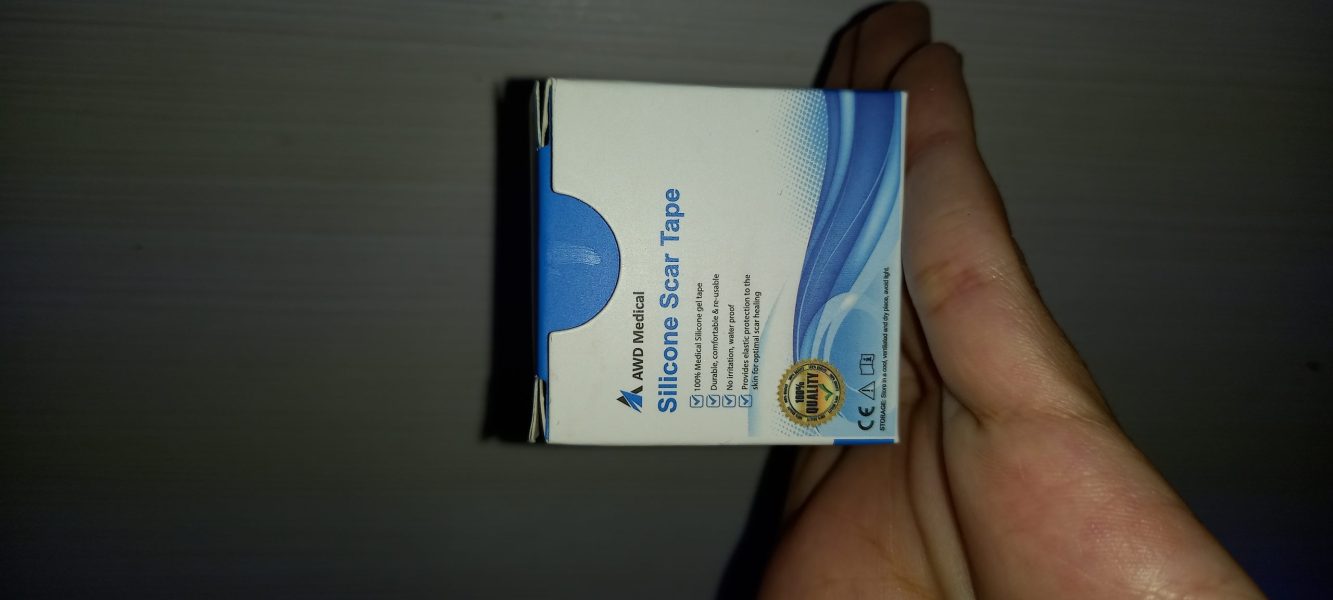 AWD Medical
Silicone Scar Tape
100% Medical Silicone gel tape
Durable, comfortable & re-usable
No irritation, water proof
Provides elastic protection to the
skin for optimal scar healing
100%
QUALITY
CE
STORAGE: Store in a cool, ventilated and dry place, avoid light.